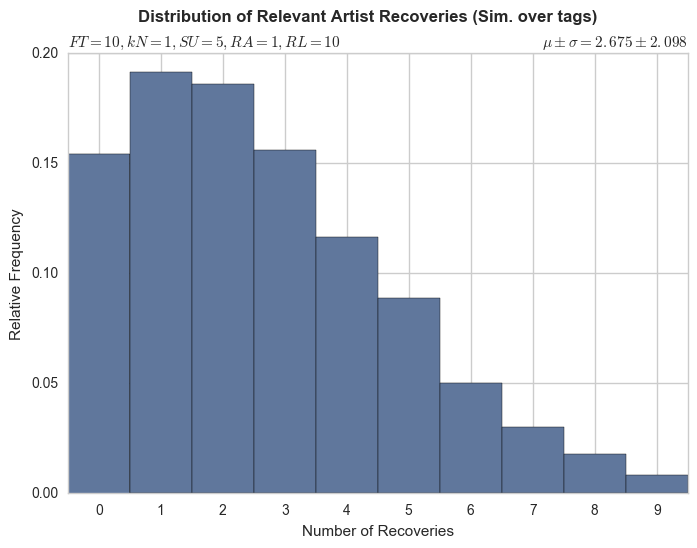 Distribution of Relevant Artist Recoveries (Sim. over tags)
FT = 10, kN = 1, SU = 5, RA = 1, RL = 10
μ ± σ = 2.675 ± 2.098
0.20
0.15
0.10
0.05
0.00
Relative Frequency
0 1 2 3 4 5 6 7 8 9
Number of Recoveries